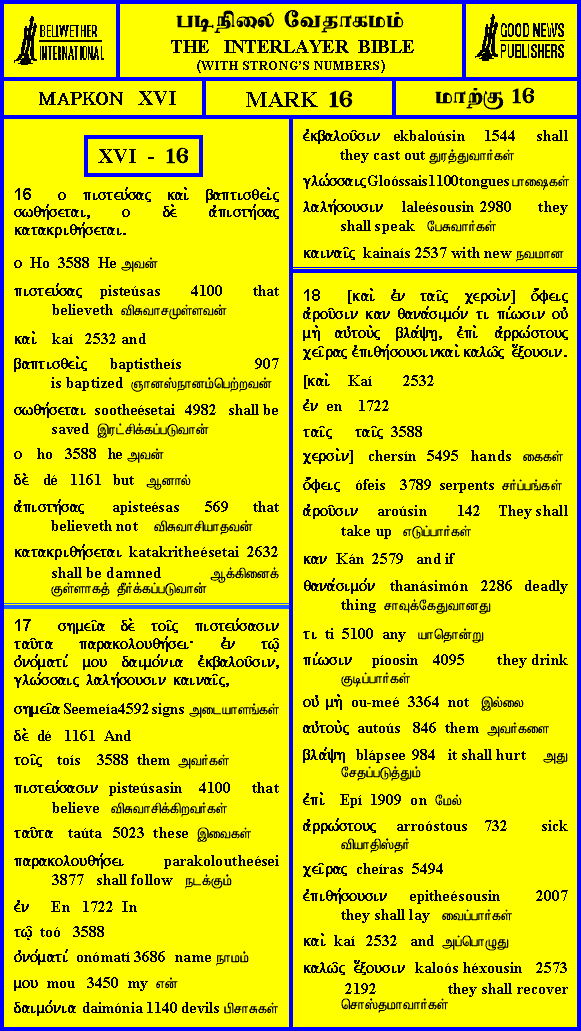 BELLWETHER
INTERNATIONAL
படிநிலை வேதாகமம்
THE INTERLAYER BIBLE
(WITH STRONG'S NUMBERS)
GOOD NEWS
PUBLISHERS
ΜΑΡΚΟΝ XVI
MARK 16
மாற்கு 16
XVI - 16
16 ο πιστεύσας καὶ βαπτισθεὶς
σωθήσεται, ο δὲ ἀπιστήσας
κατακριθήσεται.
ο Ho 3588 He அவன்
πιστεύσας pisteúsas 4100 that
believeth விசுவாசமுள்ளவன்
καὶ kaí 2532 and
βαπτισθεὶς baptistheís 907
is baptized ஞானஸ்நானம்பெற்றவன்
σωθήσεται sootheésetai 4982 shall be
saved இரட்சிக்கப்படுவான்
ο ho 3588 he அவன்
δὲ dé 1161 but ஆனால்
ἀπιστήσας apisteésas 569 that
believeth not விசுவாசியாதவன்
κατακριθήσεται katakritheésetai 2632
shall be damned ஆக்கினைக்
குள்ளாகத் தீர்க்கப்படுவான்
17 σημεῖα δὲ τοῖς πιστεύσασιν
ταῦτα παρακολουθήσει· ἐν τῷ
ὀνόματί μου δαιμόνια ἐκβαλοῦσιν,
γλώσσαις λαλήσουσιν καιναῖς,
σημεῖα Seemeía4592 signs அடையாளங்கள்
δὲ dé 1161 And
τοῖς toís 3588 them அவர்கள்
πιστεύσασιν pisteúsasin 4100 that
believe விசுவாசிக்கிறவர்கள்
ταῦτα taúta 5023 these இவைகள்
παρακολουθήσει parakoloutheései
3877 shall follow நடக்கும்
ἐν En 1722 In
τῷ toó 3588
ὀνόματί onómatí 3686 name நாமம்
μου mou 3450 my என்
δαιμόνια daimónia 1140 devils பிசாசுகள்
ἐκβαλοῦσιν ekbaloúsin 1544 shall
they cast out துரத்துவார்கள்
γλώσσαις Gloóssais1100tongues பாஷைகள்
λαλήσουσιν laleésousin 2980 they
shall speak பேசுவார்கள்
καιναῖς kainaís 2537 with new நவமான
18 [καὶ ἐν ταῖς χερσὶν] ὄφεις
ἀροῦσιν καν θανάσιμόν τι πίωσιν οὐ
μὴ αὐτοὺς βλάψῃ, ἐπὶ ἀρρώστους
χεῖρας ἐπιθήσουσινκαὶ καλῶς ἕξουσιν.
[καὶ Kaí 2532
ἐν en 1722
ταῖς ταῖς 3588
χερσὶν] chersín 5495 hands கைகள்
ὄφεις ófeis 3789 serpents சர்ப்பங்கள்
ἀροῦσιν aroúsin 142 They shall
take up எடுப்பார்கள்
καν Kán 2579 and if
θανάσιμόν thanásimón 2286 deadly
thing சாவுக்கேதுவானது
τι ti 5100 any யாதொன்று
πίωσιν píoosin 4095 they drink
குடிப்பார்கள்
οὐ μὴ ou-meé 3364 not இல்லை
αὐτοὺς autoús 846 them அவர்களை
βλάψῃ blápsee 984 it shall hurt அது
சேதப்படுத்தும்
ἐπὶ Epí 1909 on மேல்
ἀρρώστους arroóstous 732 sick
வியாதிஸ்தர்
χεῖρας cheíras 5494
ἐπιθήσουσιν epitheésousin 2007
they shall lay வைப்பார்கள்
καὶ kaí 2532 and அப்பொழுது
καλῶς ἕξουσιν kaloós héxousin 2573
2192 they shall recover
சொஸ்தமாவார்கள்